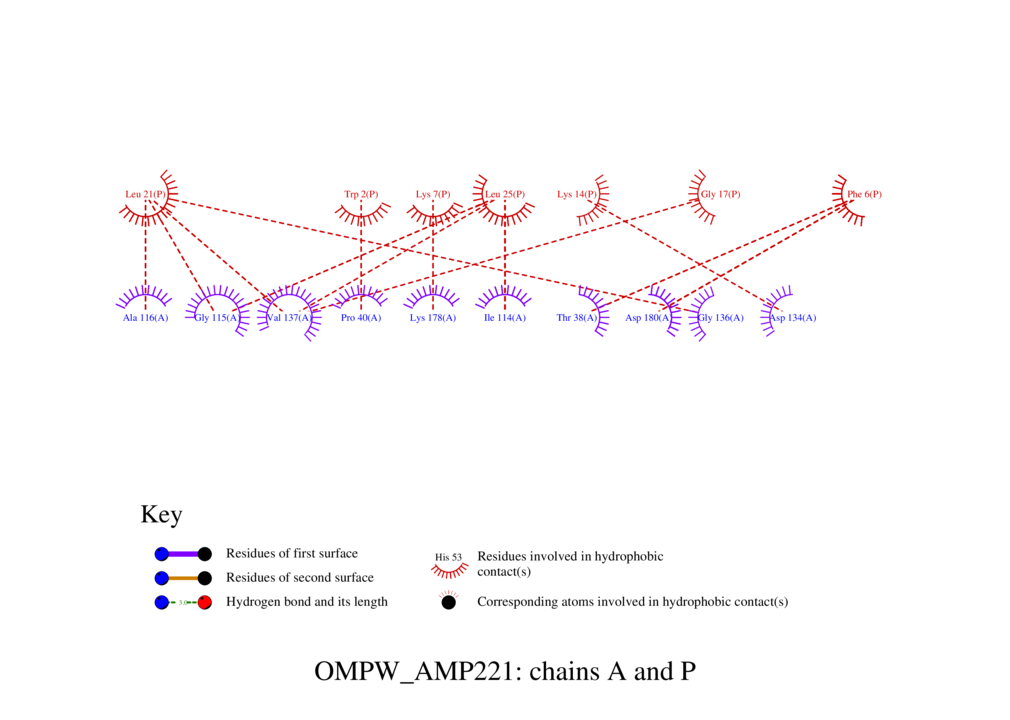 Leu 21(P) Trp 2(P) Lys 7(P) Leu 25(P) Lys 14(P) Gly 17(P) Phe 6(P)
Ala 116(A) Gly 115(A) Val 137(A) Pro 40(A) Lys 178(A) Ile 114(A) Thr 38(A) Asp 180(A) Gly 136(A) Asp 134(A)
Key
Residues of first surface
Residues of second surface
3.0
Hydrogen bond and its length
His 53
Residues involved in hydrophobic
contact(s)
Corresponding atoms involved in hydrophobic contact(s)
OMPW_AMP221: chains A and P